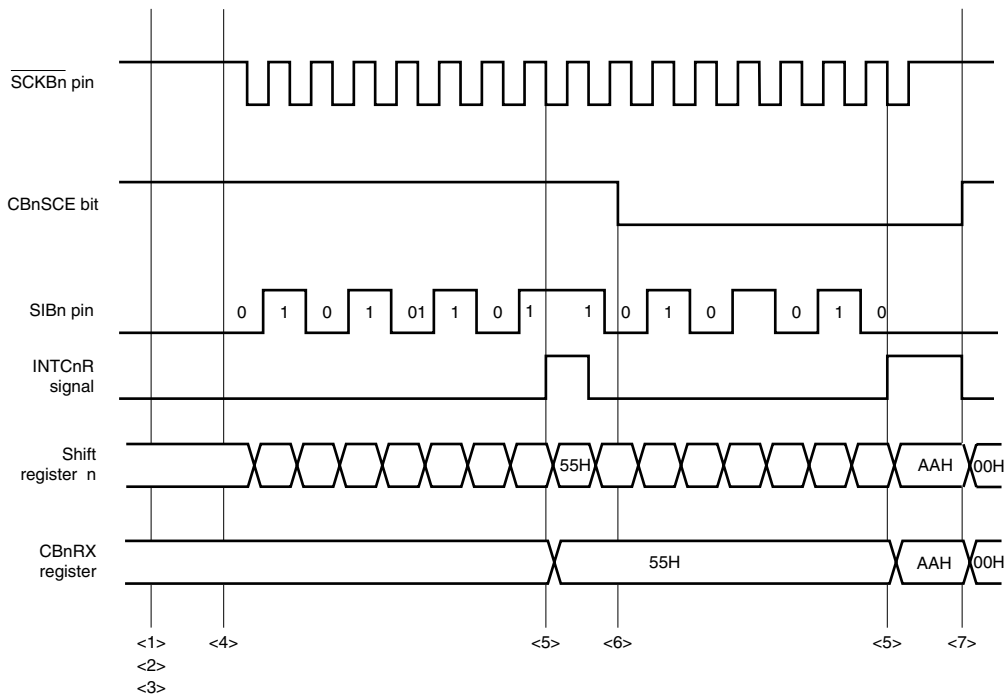 SCKBn pin
CBnSCE bit
SIBn pin
0 1 0 1 01 1 0 1 1 0 1 0 0 1 0
INTCnR
signal
Shift
register n
55H AAH 00H
CBnRX
register
55H AAH 00H
<1> <4> <5> <6> <5> <7>
<2>
<3>